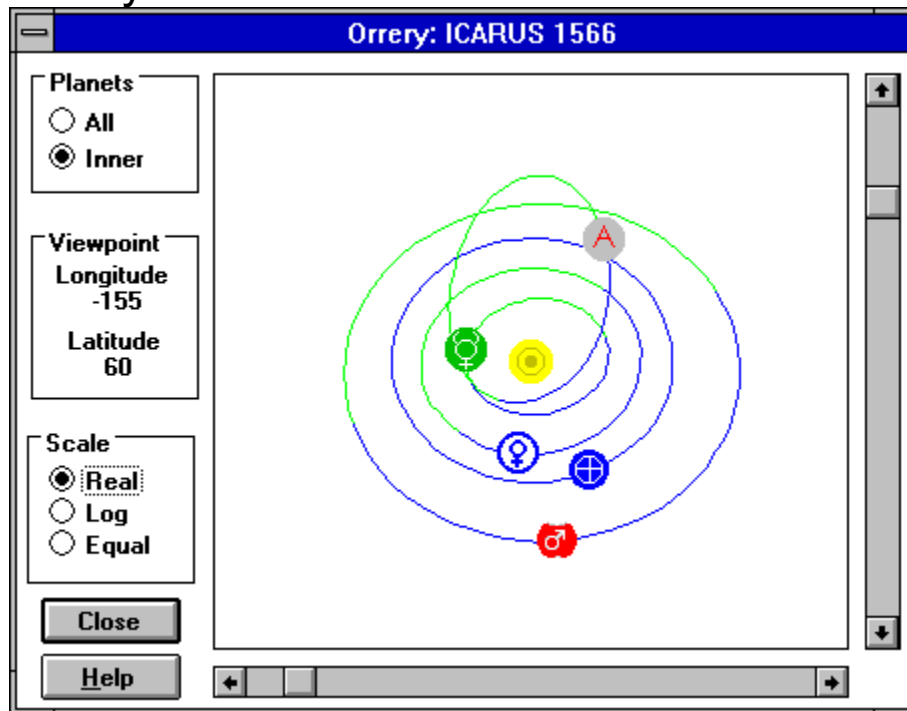 Orrery: ICARUS 1566
Planets
All
Inner
Viewpoint
Longitude
-155
Latitude
60
Scale
Real
Log
Equal
Close
Help
A